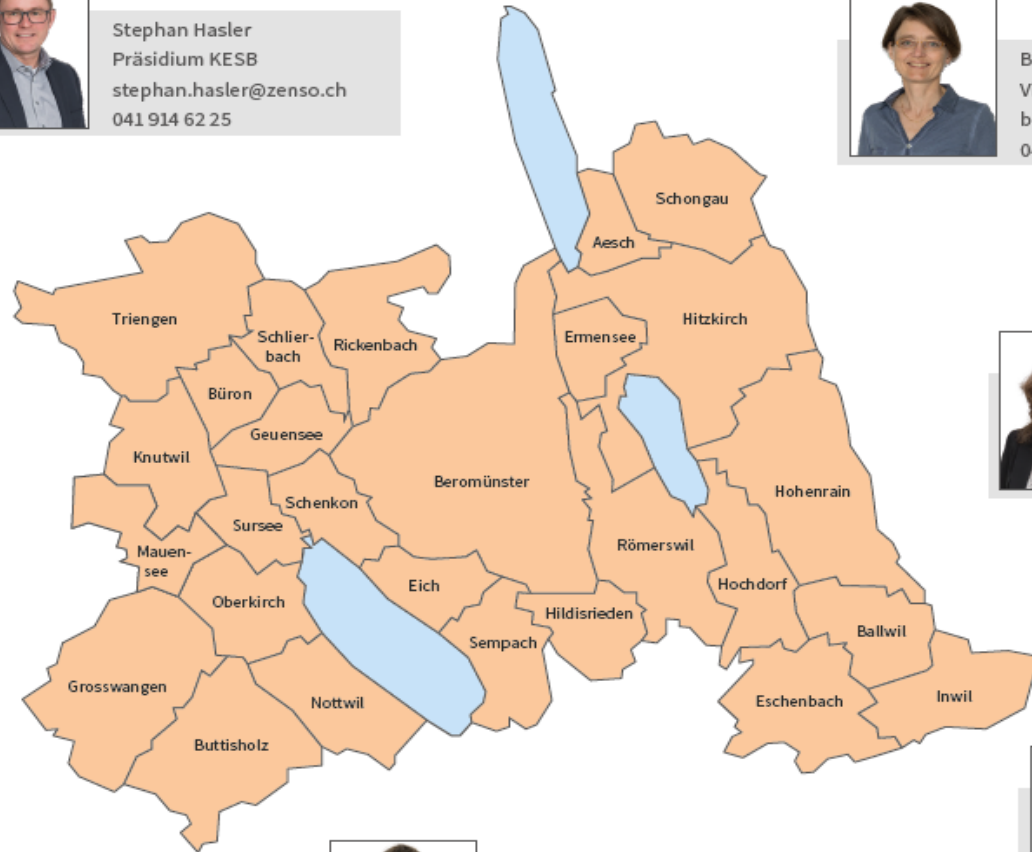 Stephan Hasler
Präsidium KESB
stephan.hasler@zenso.ch
041 914 62 25
Schongau
Aesch
Triengen
Schlier-
bach
Rickenbach
Ermensee
Hitzkirch
Büron
Geuensee
Knutwil
Beromünster
Schenkon
Hohenrain
Sursee
Mauen-
see
Römerswil
Oberkirch
Eich
Hochdorf
Hildisrieden
Sempach
Ballwil
Grosswangen
Nottwil
Eschenbach
Inwil
Buttisholz